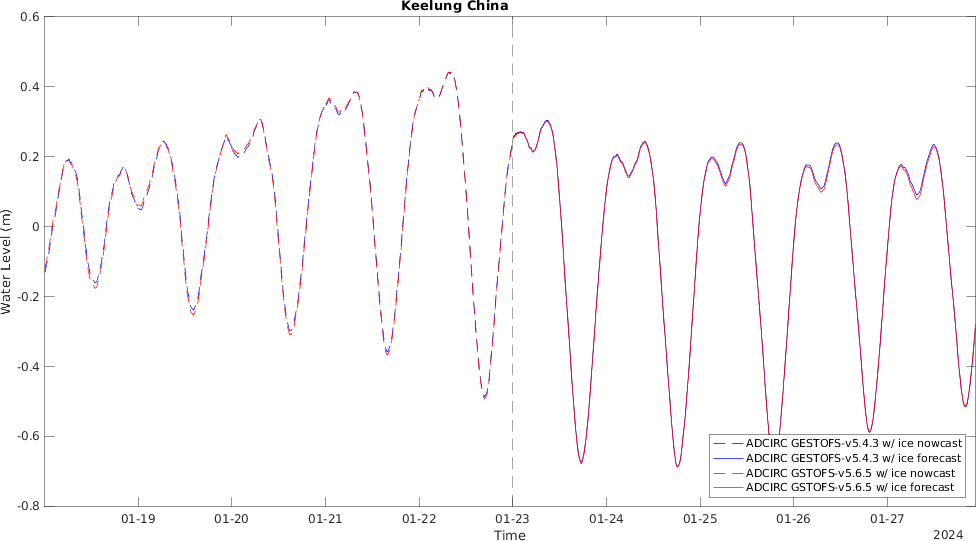 Keelung China
0.6
0.4
0.2
0
-0.2
-0.4
-0.6
-0.8
Water Level (m)
ADCIRC GESTOFS-v5.4.3 w/ ice nowcast
ADCIRC GESTOFS-v5.4.3 w/ ice forecast
ADCIRC GSTOFS-v5.6.5 w/ ice nowcast
ADCIRC GSTOFS-v5.6.5 w/ ice forecast
01-19 01-20 01-21 01-22 01-23 01-24 01-25 01-26 01-27
Time
2024